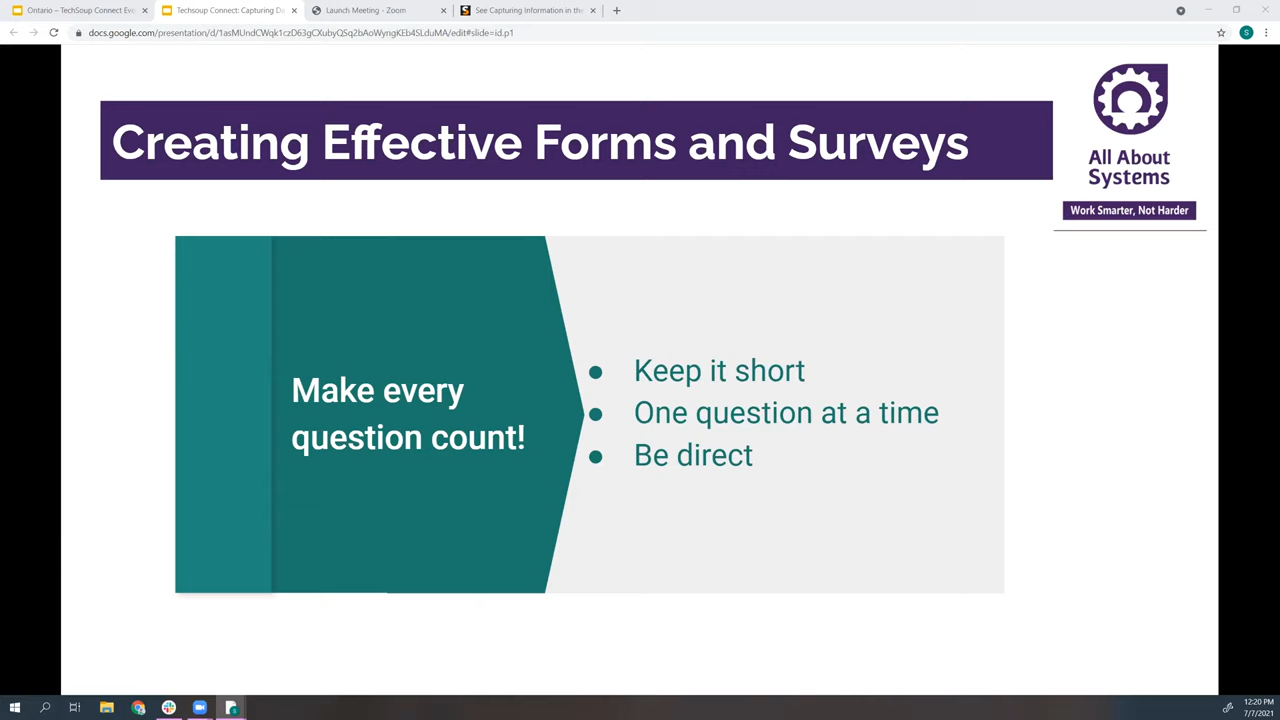 Ontario – TechSoup Connect Eve
Techsoup Connect: Capturing Da
Launch Meeting - Zoom
See Capturing Information in the
docs.google.com/presentation/d/1asMUndCWqk1czD63gCXubyQSq2bAoWyngKEb4SLduMA/edit#slide=id.p1
S
Creating Effective Forms and Surveys
All About
Systems
Work Smarter, Not Harder
Make every
question count!
● Keep it short
● One question at a time
● Be direct
12:20 PM
7/7/2021